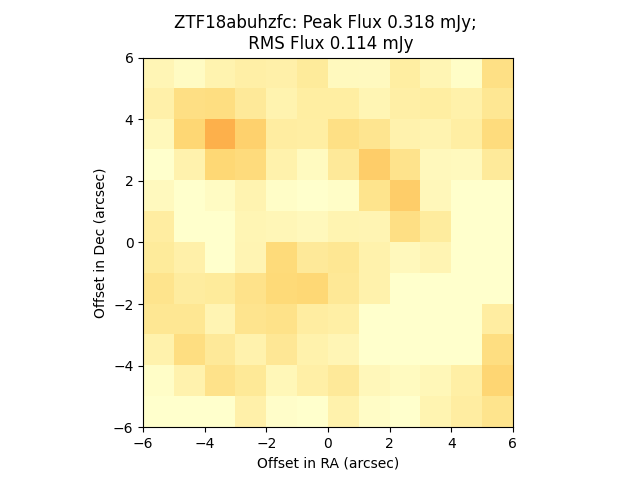 ZTF18abuhzfc: Peak Flux 0.318 mJy;
RMS Flux 0.114 mJy
6
4
2
0
−2
−4
−6
Offset in Dec (arcsec)
−6 −4 −2 0 2 4 6
Offset in RA (arcsec)